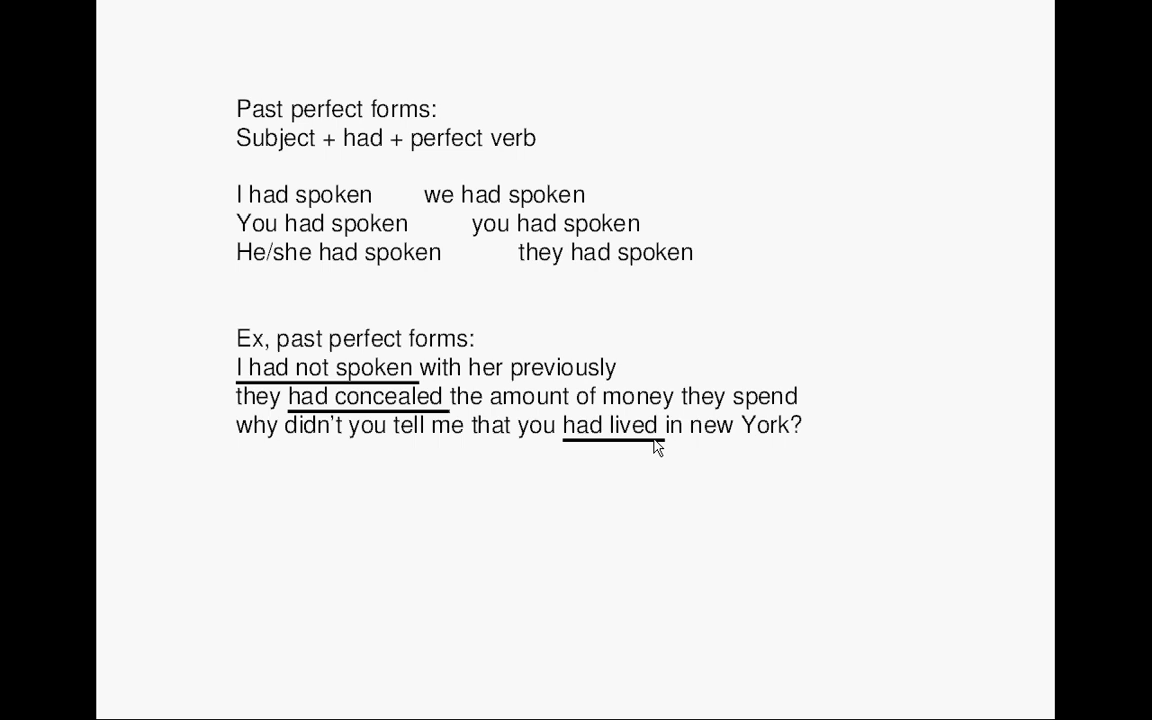 Past perfect forms:
Subject + had + perfect verb
I had spoken we had spoken
You had spoken you had spoken
He/she had spoken they had spoken
Ex, past perfect forms:
I had not spoken with her previously
they had concealed the amount of money they spend
why didn't you tell me that you had lived in new York?